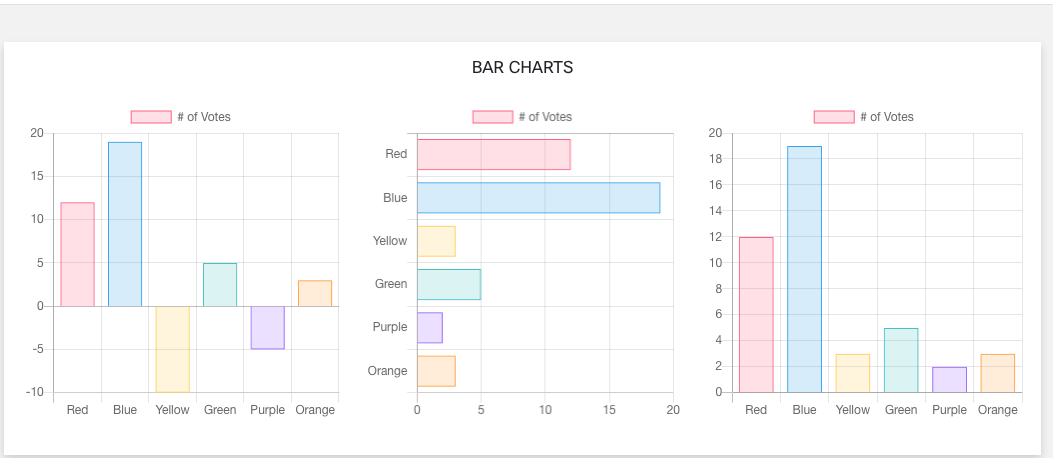 BAR CHARTS
# of Votes
20
15
10
5
0
-5
-10
Red Blue Yellow Green Purple Orange
# of Votes
Red
Blue
Yellow
Green
Purple
Orange
0 5 10 15 20
# of Votes
20
18
16
14
12
10
8
6
4
2
0
Red Blue Yellow Green Purple Orange